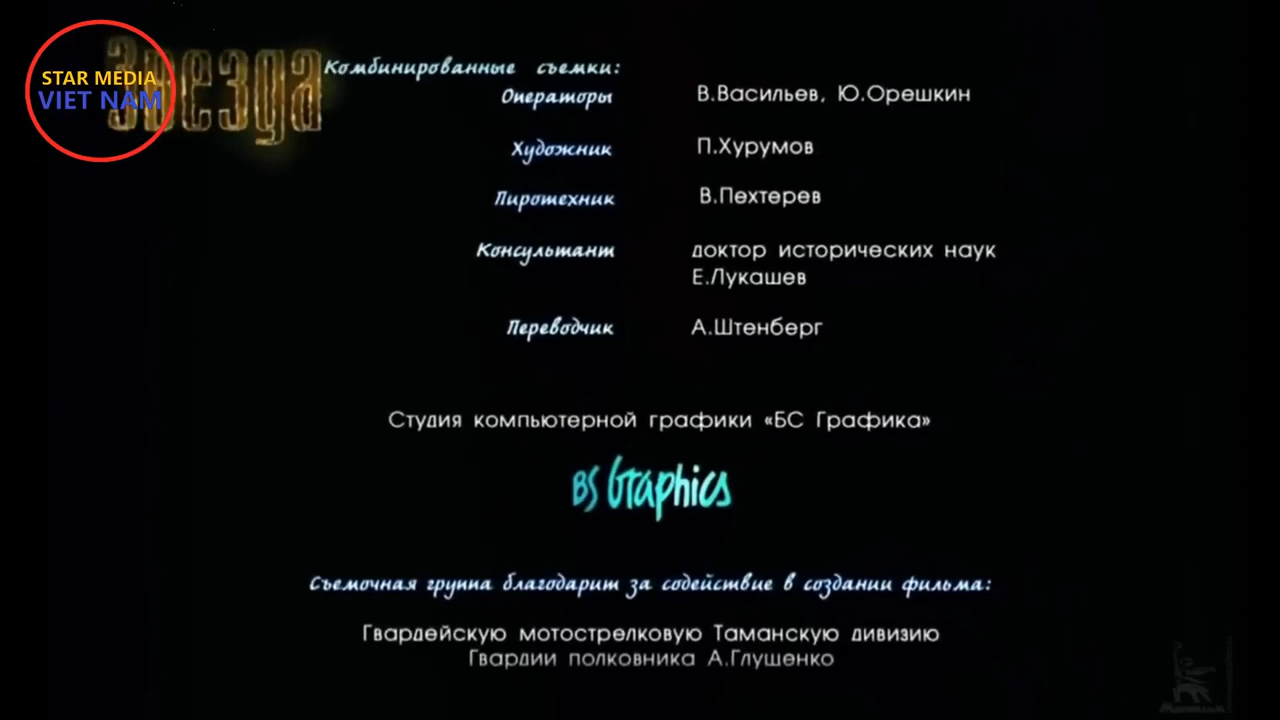 Звезда
STAR MEDIA
VIET NAM
Комбинированные съемки:
Операторы В.Васильев, Ю.Орешкин
Художник П.Хурумов
Пиротехник В.Пехтерев
Консультант доктор исторических наук
Е.Лукашев
Переводчик А.Штенберг
Студия компьютерной графики «БС Графика»
BS Graphics
Съемочная группа благодарит за содействие в создании фильма:
Гвардейскую мотострелковую Таманскую дивизию
Гвардии полковника А.Глушенко